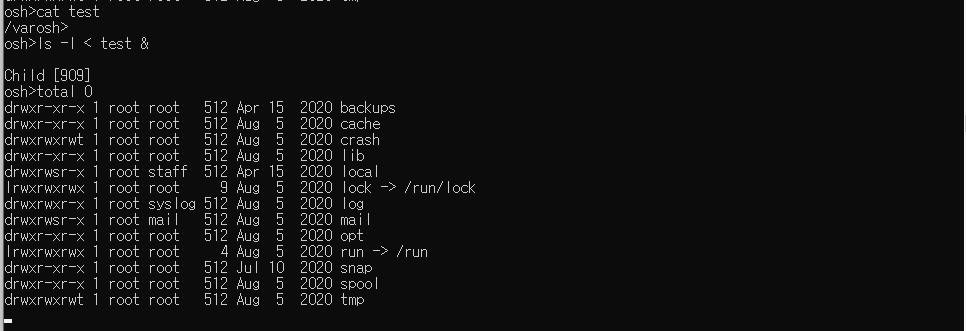 osh>cat test
/varosh>
osh>ls -l < test &
Child [909]
osh>total 0
drwxr-xr-x 1 root root   512 Apr 15  2020 backups
drwxr-xr-x 1 root root   512 Aug  5  2020 cache
drwxrwxrwt 1 root root   512 Aug  5  2020 crash
drwxr-xr-x 1 root root   512 Aug  5  2020 lib
drwxrwsr-x 1 root staff  512 Apr 15  2020 local
lrwxrwxrwx 1 root root     9 Aug  5  2020 lock -> /run/lock
drwxrwxr-x 1 root syslog 512 Aug  5  2020 log
drwxrwsr-x 1 root mail   512 Aug  5  2020 mail
drwxr-xr-x 1 root root   512 Aug  5  2020 opt
lrwxrwxrwx 1 root root     4 Aug  5  2020 run -> /run
drwxr-xr-x 1 root root   512 Jul 10  2020 snap
drwxr-xr-x 1 root root   512 Aug  5  2020 spool
drwxrwxrwt 1 root root   512 Aug  5  2020 tmp